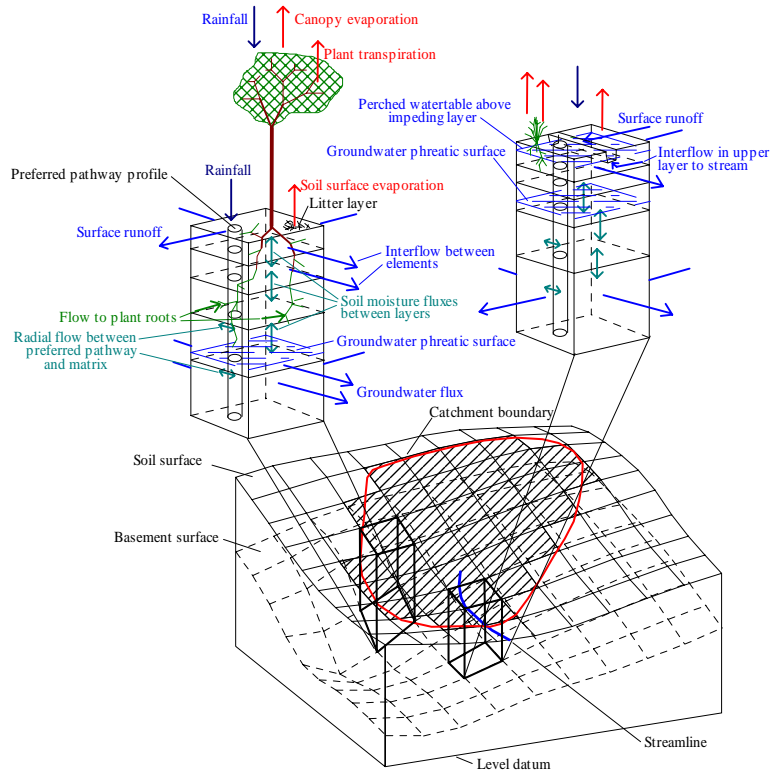 Rainfall
Canopy evaporation
Plant transpiration
Perched watertable above
impeding layer
Surface runoff
Groundwater phreatic surface
Interflow in upper
layer to stream
Preferred pathway profile
Rainfall
Soil surface evaporation
Litter layer
Surface runoff
Interflow between
elements
Soil moisture fluxes
between layers
Flow to plant roots
Radial flow between
preferred pathway
and matrix
Groundwater phreatic surface
Groundwater flux
Catchment boundary
Soil surface
Basement surface
Streamline
Level datum